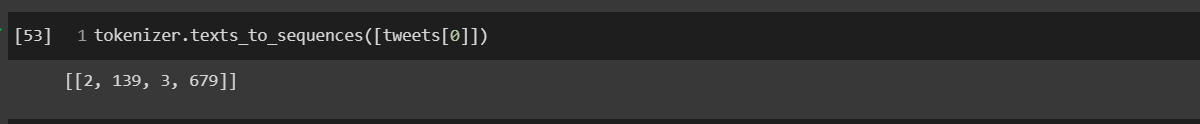 [53] 1 tokenizer.texts_to_sequences([tweets[0]])
[[2, 139, 3, 679]]